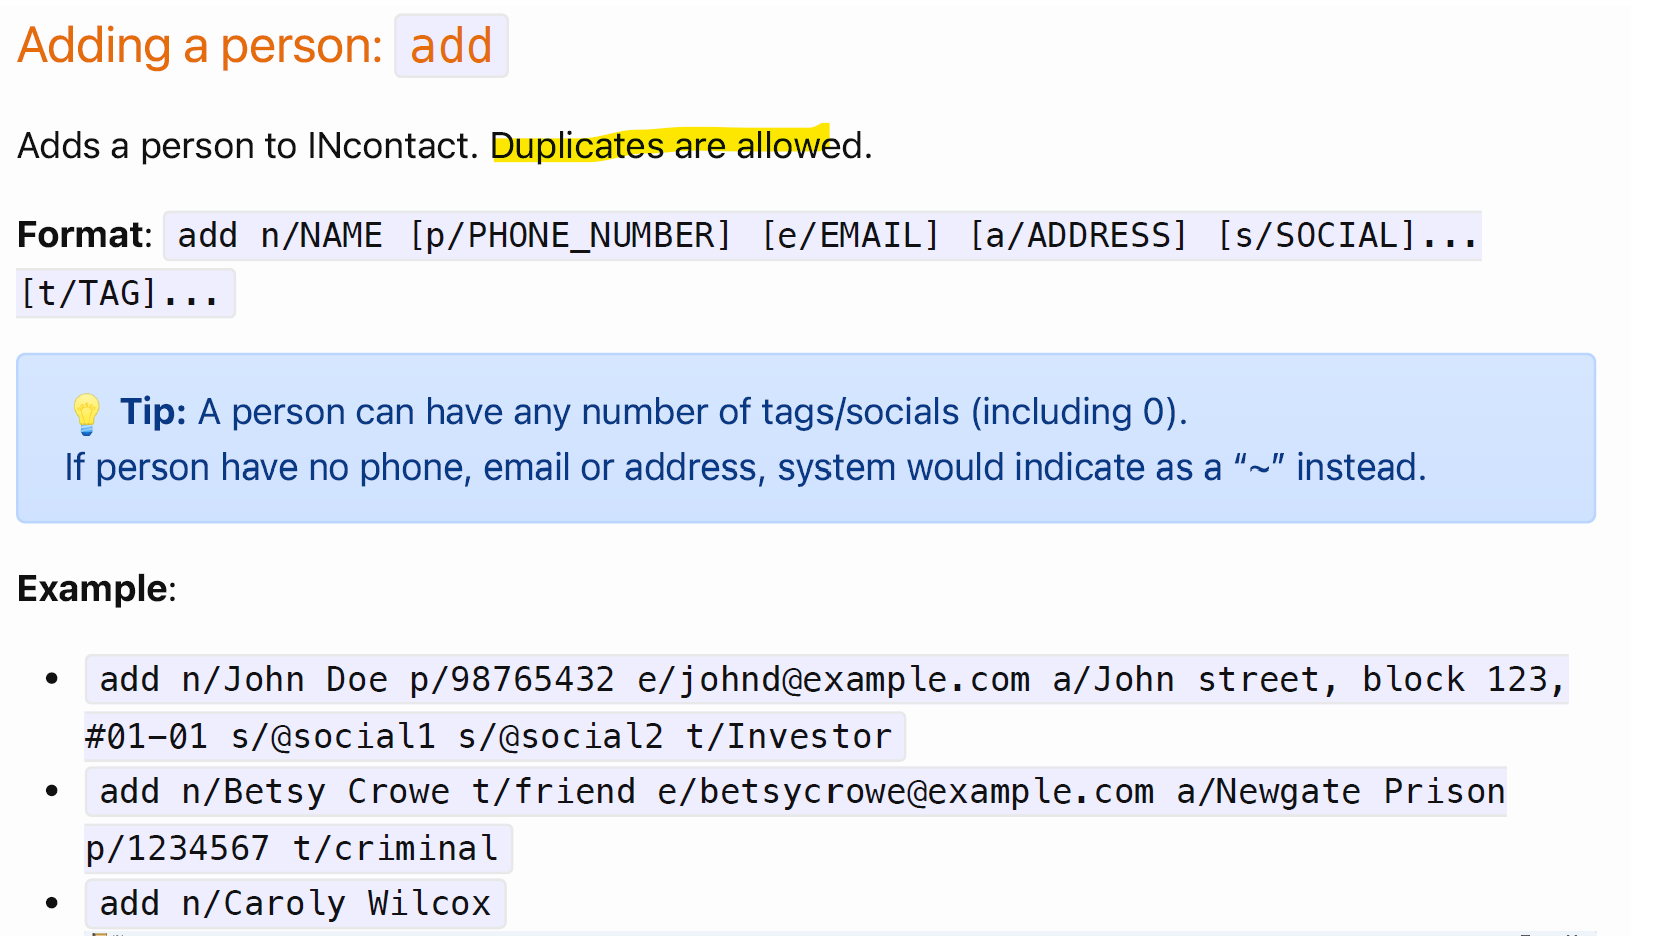 Adding a person: add
Adds a person to INcontact. Duplicates are allowed.
Format: add n/NAME [p/PHONE_NUMBER] [e/EMAIL] [a/ADDRESS] [s/SOCIAL]...
[t/TAG]...
💡 Tip: A person can have any number of tags/socials (including 0).
If person have no phone, email or address, system would indicate as a “~” instead.
Example:
• add n/John Doe p/98765432 e/johnd@example.com a/John street, block 123,
#01-01 s/@social1 s/@social2 t/Investor
• add n/Betsy Crowe t/friend e/betsycrowe@example.com a/Newgate Prison
p/1234567 t/criminal
• add n/Caroly Wilcox